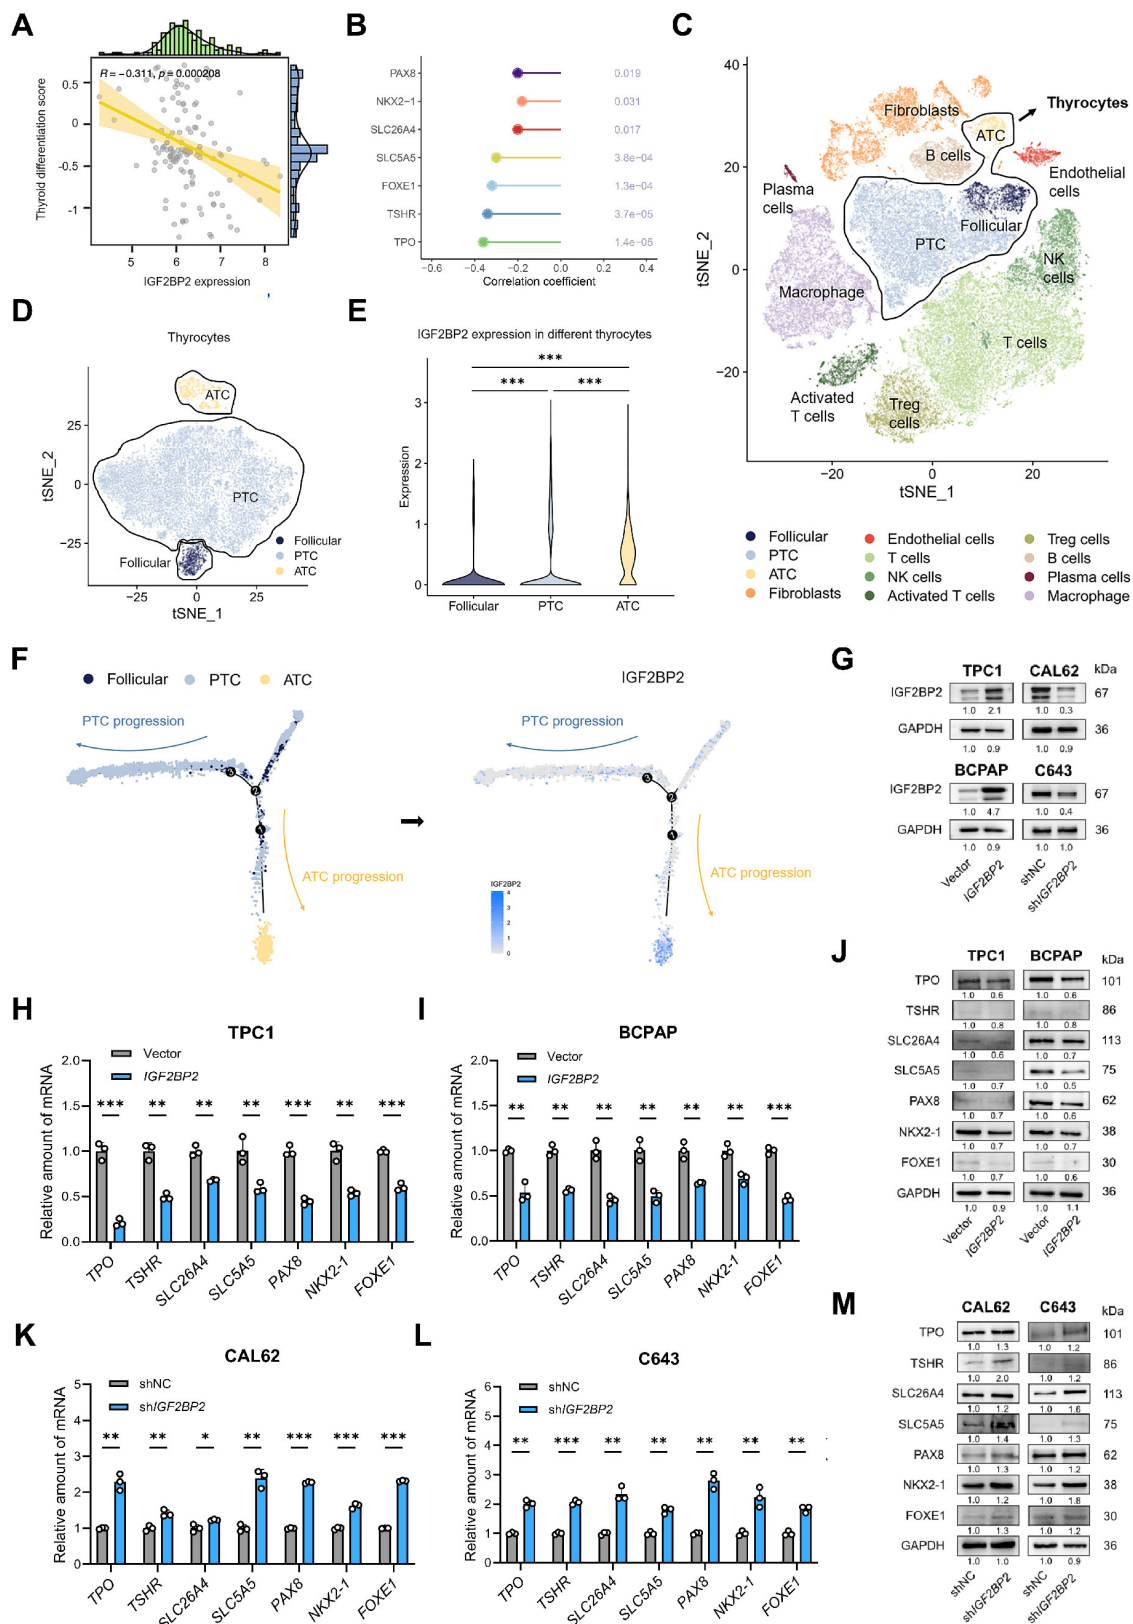 A
R = −0.311, p = 0.000208
Thyroid differentiation score
0.5
0
−0.5
−1
5 6 7 8
IGF2BP2 expression
B
PAX8 0.019
NKX2−1 0.031
SLC26A4 0.017
SLC5A5 3.8e−04
FOXE1 1.3e−04
TSHR 3.7e−05
TPO 1.4e−05
−0.6 −0.4 −0.2 0.0 0.2 0.4
Correlation coefficient
C
tSNE_2
40
20
0
−20
Fibroblasts
ATC
Thyrocytes
B cells
Endothelial
cells
Plasma
cells
Follicular
PTC
NK
cells
Macrophage
T cells
Activated
T cells
Treg
cells
−20 0 20
tSNE_1
Follicular
PTC
ATC
Fibroblasts
Endothelial cells
T cells
NK cells
Activated T cells
Treg cells
B cells
Plasma cells
Macrophage
D
Thyrocytes
tSNE_2
25
0
−25
ATC
PTC
Follicular
Follicular
PTC
ATC
−25 0 25
tSNE_1
E
IGF2BP2 expression in different thyrocytes
***
*** ***
Expression
3
2
1
0
Follicular PTC ATC
F
Follicular PTC ATC
PTC progression
3
2
1
ATC progression
IGF2BP2
PTC progression
3
2
1
ATC progression
IGF2BP2
4
3
2
1
0
G
TPC1 CAL62 kDa
IGF2BP2 67
1.0 2.1 1.0 0.3
GAPDH 36
1.0 0.9 1.0 0.9
BCPAP C643
IGF2BP2 67
1.0 4.7 1.0 0.4
GAPDH 36
1.0 0.9 1.0 1.0
Vector IGF2BP2 shNC shIGF2BP2
H
TPC1
Vector
IGF2BP2
Relative amount of mRNA
2.0
1.5
1.0
0.5
0.0
*** ** ** ** *** ** ***
TPO TSHR SLC26A4 SLC5A5 PAX8 NKX2-1 FOXE1
I
BCPAP
Vector
IGF2BP2
Relative amount of mRNA
2.0
1.5
1.0
0.5
0.0
** ** ** ** ** ** ***
TPO TSHR SLC26A4 SLC5A5 PAX8 NKX2-1 FOXE1
J
TPC1 BCPAP kDa
TPO 101
1.0 0.6 1.0 0.6
TSHR 86
1.0 0.8 1.0 0.8
SLC26A4 113
1.0 0.6 1.0 0.7
SLC5A5 75
1.0 0.7 1.0 0.5
PAX8 62
1.0 0.7 1.0 0.6
NKX2-1 38
1.0 0.7 1.0 0.7
FOXE1 30
1.0 0.7 1.0 0.6
GAPDH 36
1.0 0.9 1.0 1.1
Vector IGF2BP2 Vector IGF2BP2
K
CAL62
shNC
shIGF2BP2
Relative amount of mRNA
5
4
3
2
1
0
** ** * ** *** *** ***
TPO TSHR SLC26A4 SLC5A5 PAX8 NKX2-1 FOXE1
L
C643
shNC
shIGF2BP2
Relative amount of mRNA
6
5
4
3
2
1
0
** *** ** ** ** ** **
TPO TSHR SLC26A4 SLC5A5 PAX8 NKX2-1 FOXE1
M
CAL62 C643 kDa
TPO 101
1.0 1.3 1.0 1.2
TSHR 86
1.0 2.0 1.0 1.2
SLC26A4 113
1.0 1.2 1.0 1.6
SLC5A5 75
1.0 1.4 1.0 1.3
PAX8 62
1.0 1.3 1.0 1.2
NKX2-1 38
1.0 1.2 1.0 1.8
FOXE1 30
1.0 1.3 1.0 1.2
GAPDH 36
1.0 1.0 1.0 0.9
shNC shIGF2BP2 shNC shIGF2BP2